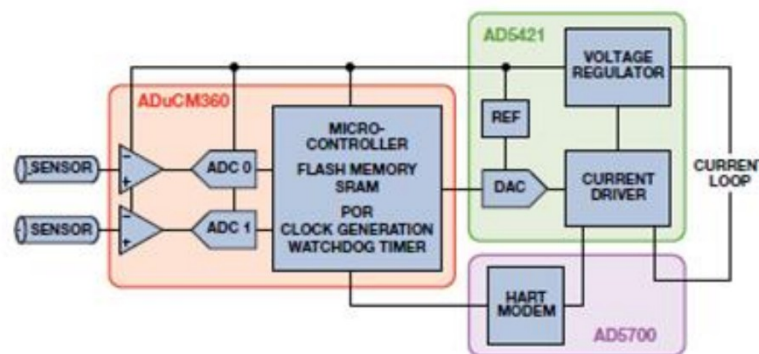 AD5421
VOLTAGE
REGULATOR
ADuCM360
REF
MICRO-
CONTROLLER
FLASH MEMORY
SRAM
POR
CLOCK GENERATION
WATCHDOG TIMER
SENSOR
-
+
ADC 0
DAC
CURRENT
DRIVER
CURRENT
LOOP
SENSOR
-
+
ADC 1
HART
MODEM
AD5700